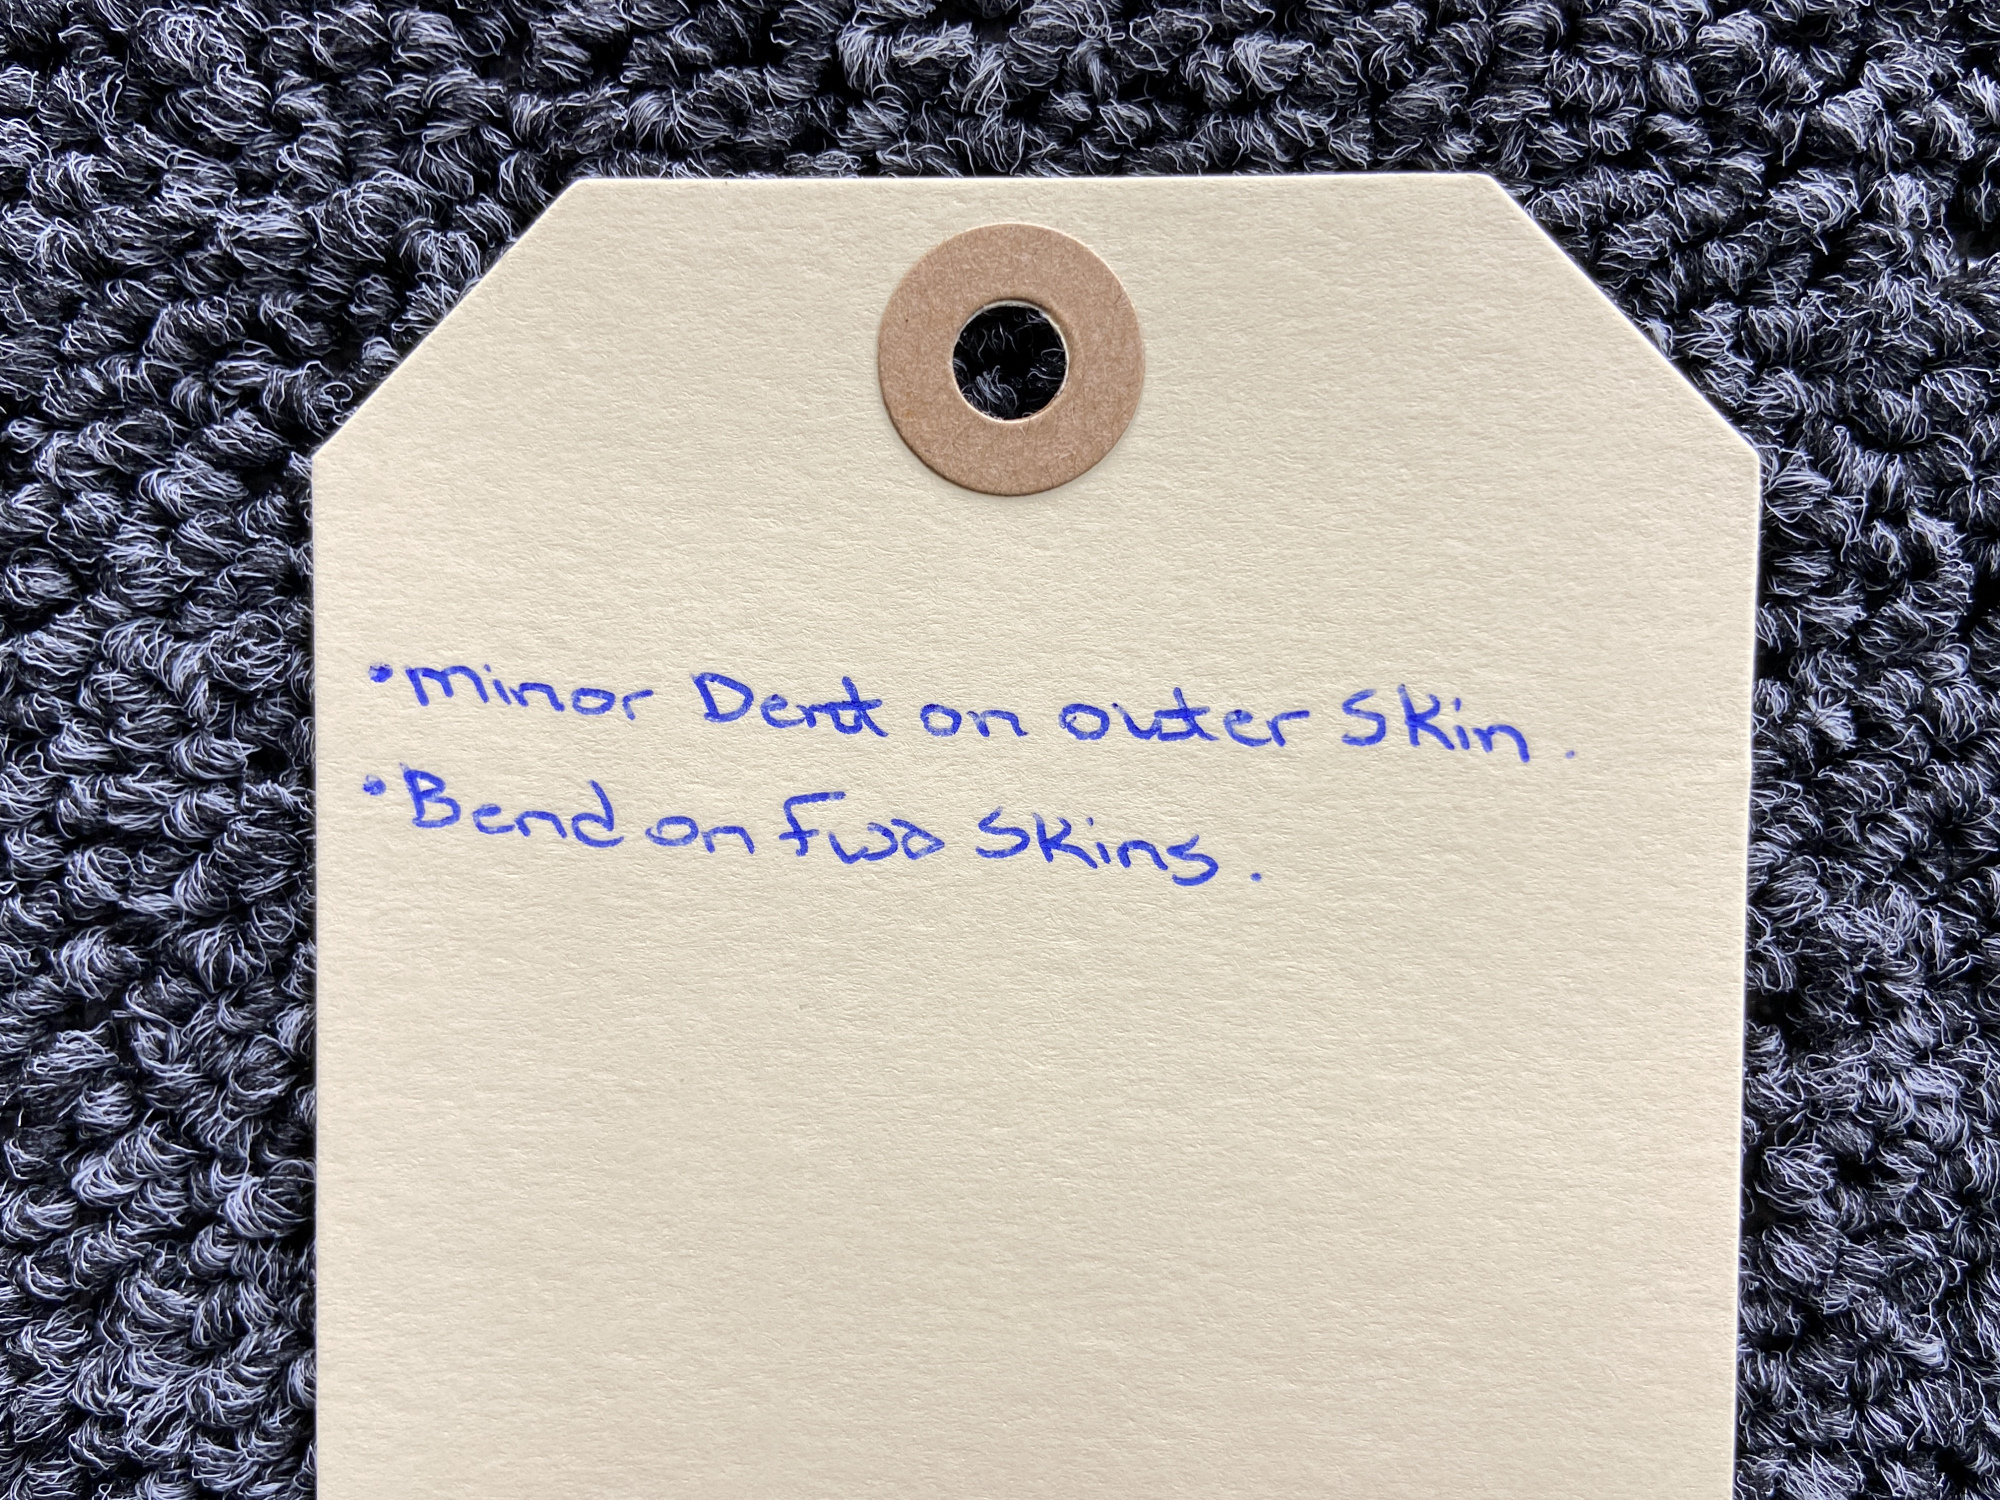 • minor Dent on outer Skin.
• Bend on Fwd Skins.